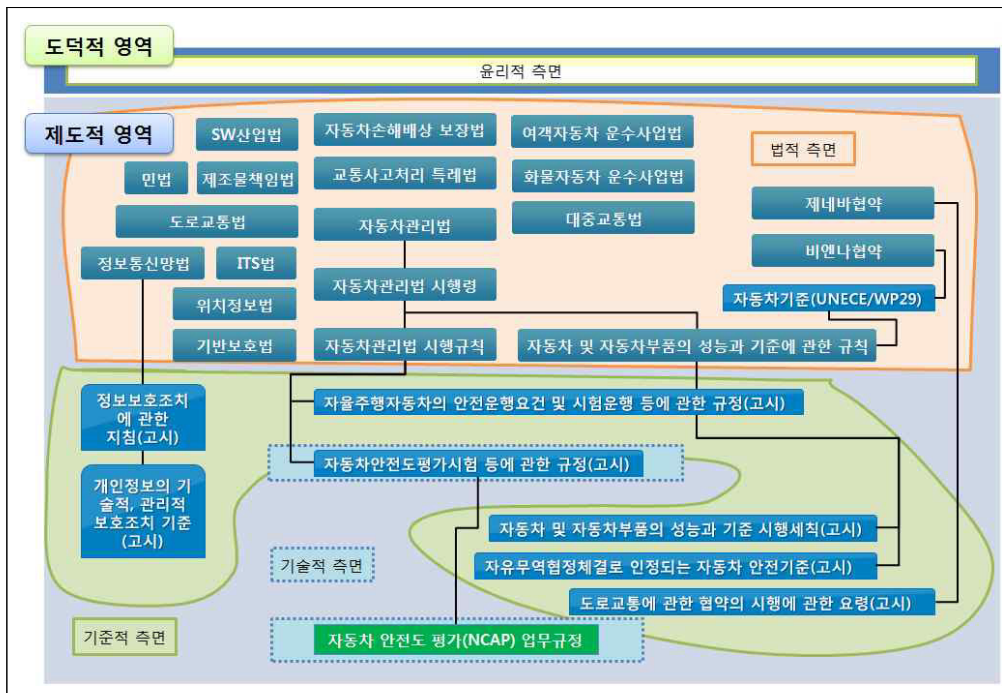 도덕적 영역
윤리적 측면
제도적 영역
SW산업법
자동차손해배상 보장법
여객자동차 운수사업법
법적 측면
민법
제조물책임법
교통사고처리 특례법
화물자동차 운수사업법
제네바협약
도로교통법
자동차관리법
대중교통법
비엔나협약
정보통신망법
ITS법
자동차관리법 시행령
자동차기준(UNECE/WP29)
위치정보법
기반보호법
자동차관리법 시행규칙
자동차 및 자동차부품의 성능과 기준에 관한 규칙
정보보호조치
에 관한
지침(고시)
자율주행자동차의 안전운행요건 및 시험운행 등에 관한 규정(고시)
자동차안전도평가시험 등에 관한 규정(고시)
개인정보의 기
술적, 관리적
보호조치 기준
(고시)
자동차 및 자동차부품의 성능과 기준 시행세칙(고시)
기술적 측면
자유무역협정체결로 인정되는 자동차 안전기준(고시)
도로교통에 관한 협약의 시행에 관한 요령(고시)
기준적 측면
자동차 안전도 평가(NCAP) 업무규정